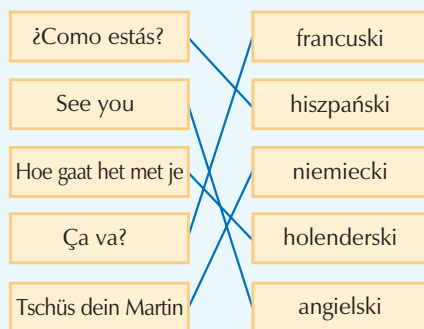 ¿Como estás?
francuski
See you
hiszpański
Hoe gaat het met je
niemiecki
Ça va?
holenderski
Tschüs dein Martin
angielski